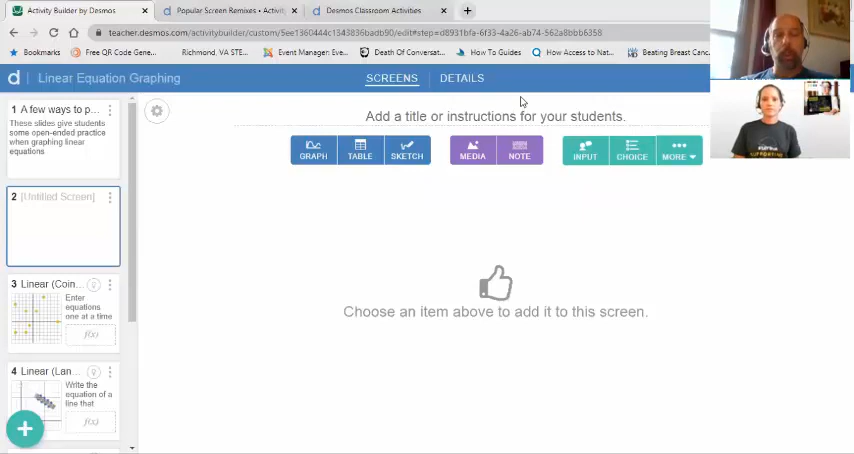 Activity Builder by Desmos
Popular Screen Remixes • Activit
Desmos Classroom Activities
teacher.desmos.com/activitybuilder/custom/5ee1360444c1343836badb90/edit#step=d8931bfa-6f33-4a26-ab74-562a8bbb6358
Bookmarks
Free QR Code Gene...
Richmond, VA STE...
Event Manager: Eve...
Death Of Conversat...
How To Guides
How Access to Nat...
Beating Breast Canc...
Linear Equation Graphing
SCREENS
DETAILS
1 A few ways to p...
These slides give students
some open-ended practice
when graphing linear
equations
2 [Untitled Screen]
3 Linear (Coin...
Enter
equations
one at a time
f(x)
4 Linear (Lan...
Write the
equation of a
line that
f(x)
Add a title or instructions for your students.
GRAPH
TABLE
SKETCH
MEDIA
NOTE
INPUT
CHOICE
MORE
Choose an item above to add it to this screen.